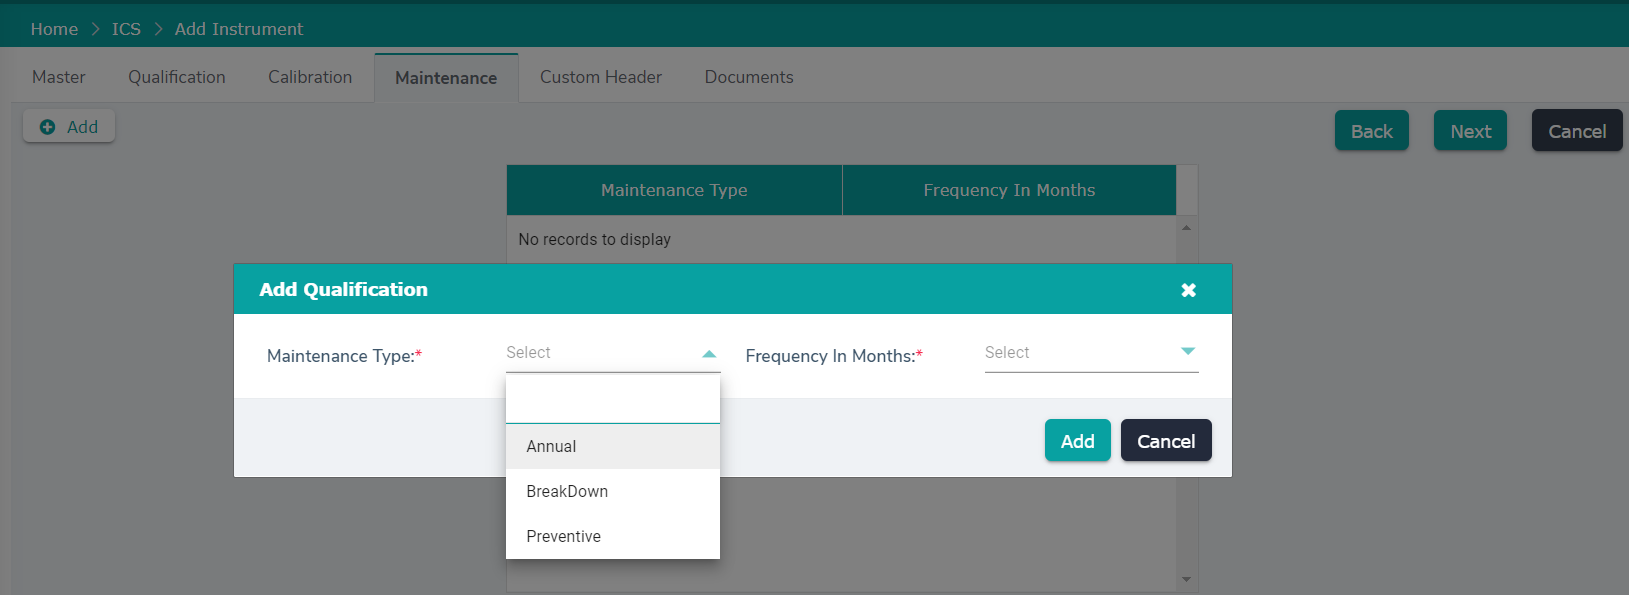 Home > ICS > Add Instrument
Master Qualification Calibration Maintenance Custom Header Documents
Add Back Next Cancel
Maintenance Type Frequency In Months
No records to display
Add Qualification
Maintenance Type:* Select Frequency In Months:* Select
Annual
BreakDown
Preventive
Add Cancel